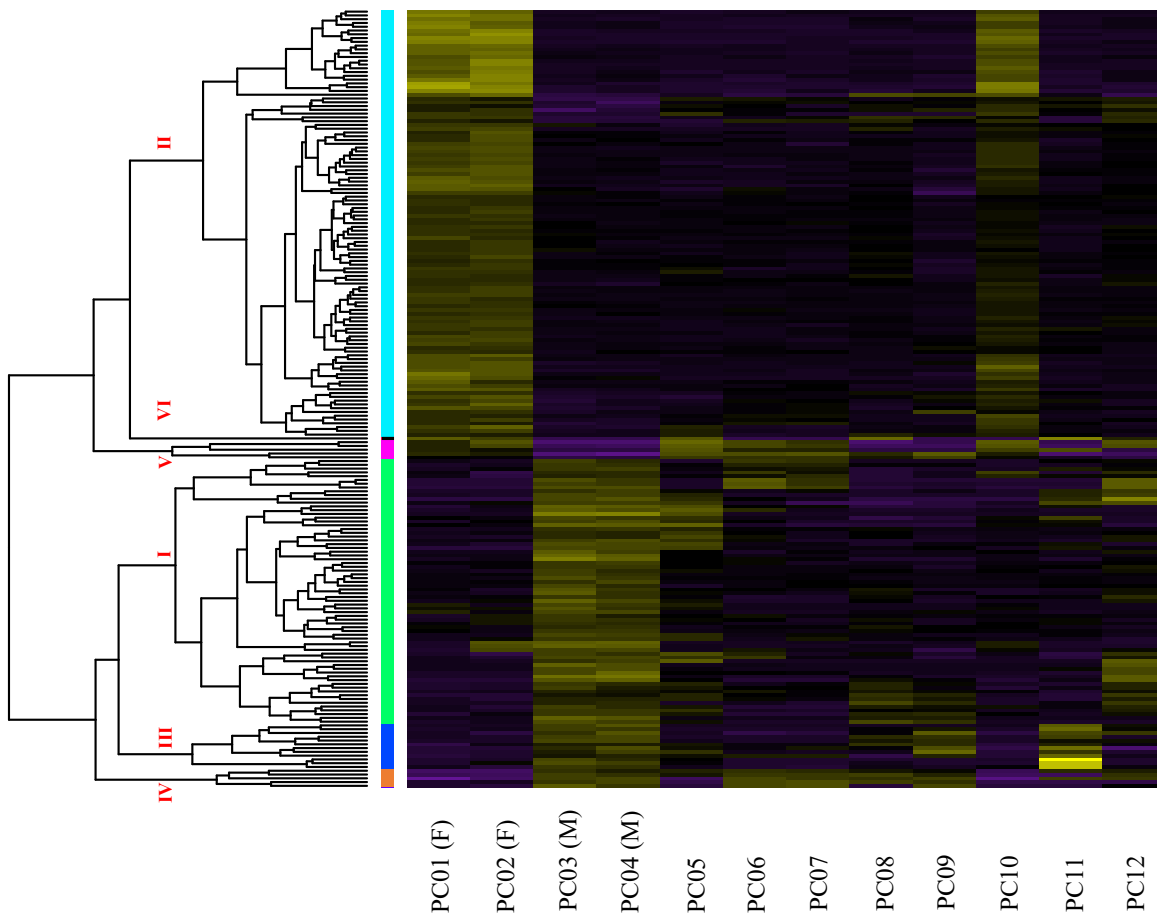 II
VI
V
I
III
IV
PC01 (F)
PC02 (F)
PC03 (M)
PC04 (M)
PC05
PC06
PC07
PC08
PC09
PC10
PC11
PC12